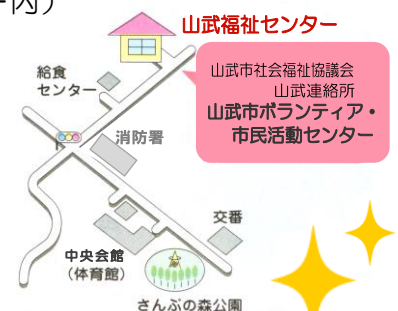 内）
山武福祉センター
山武市社会福祉協議会
山武連絡所
山武市ボランティア・
市民活動センター
給食
センター
消防署
交番
中央会館
（体育館）
さんぶの森公園